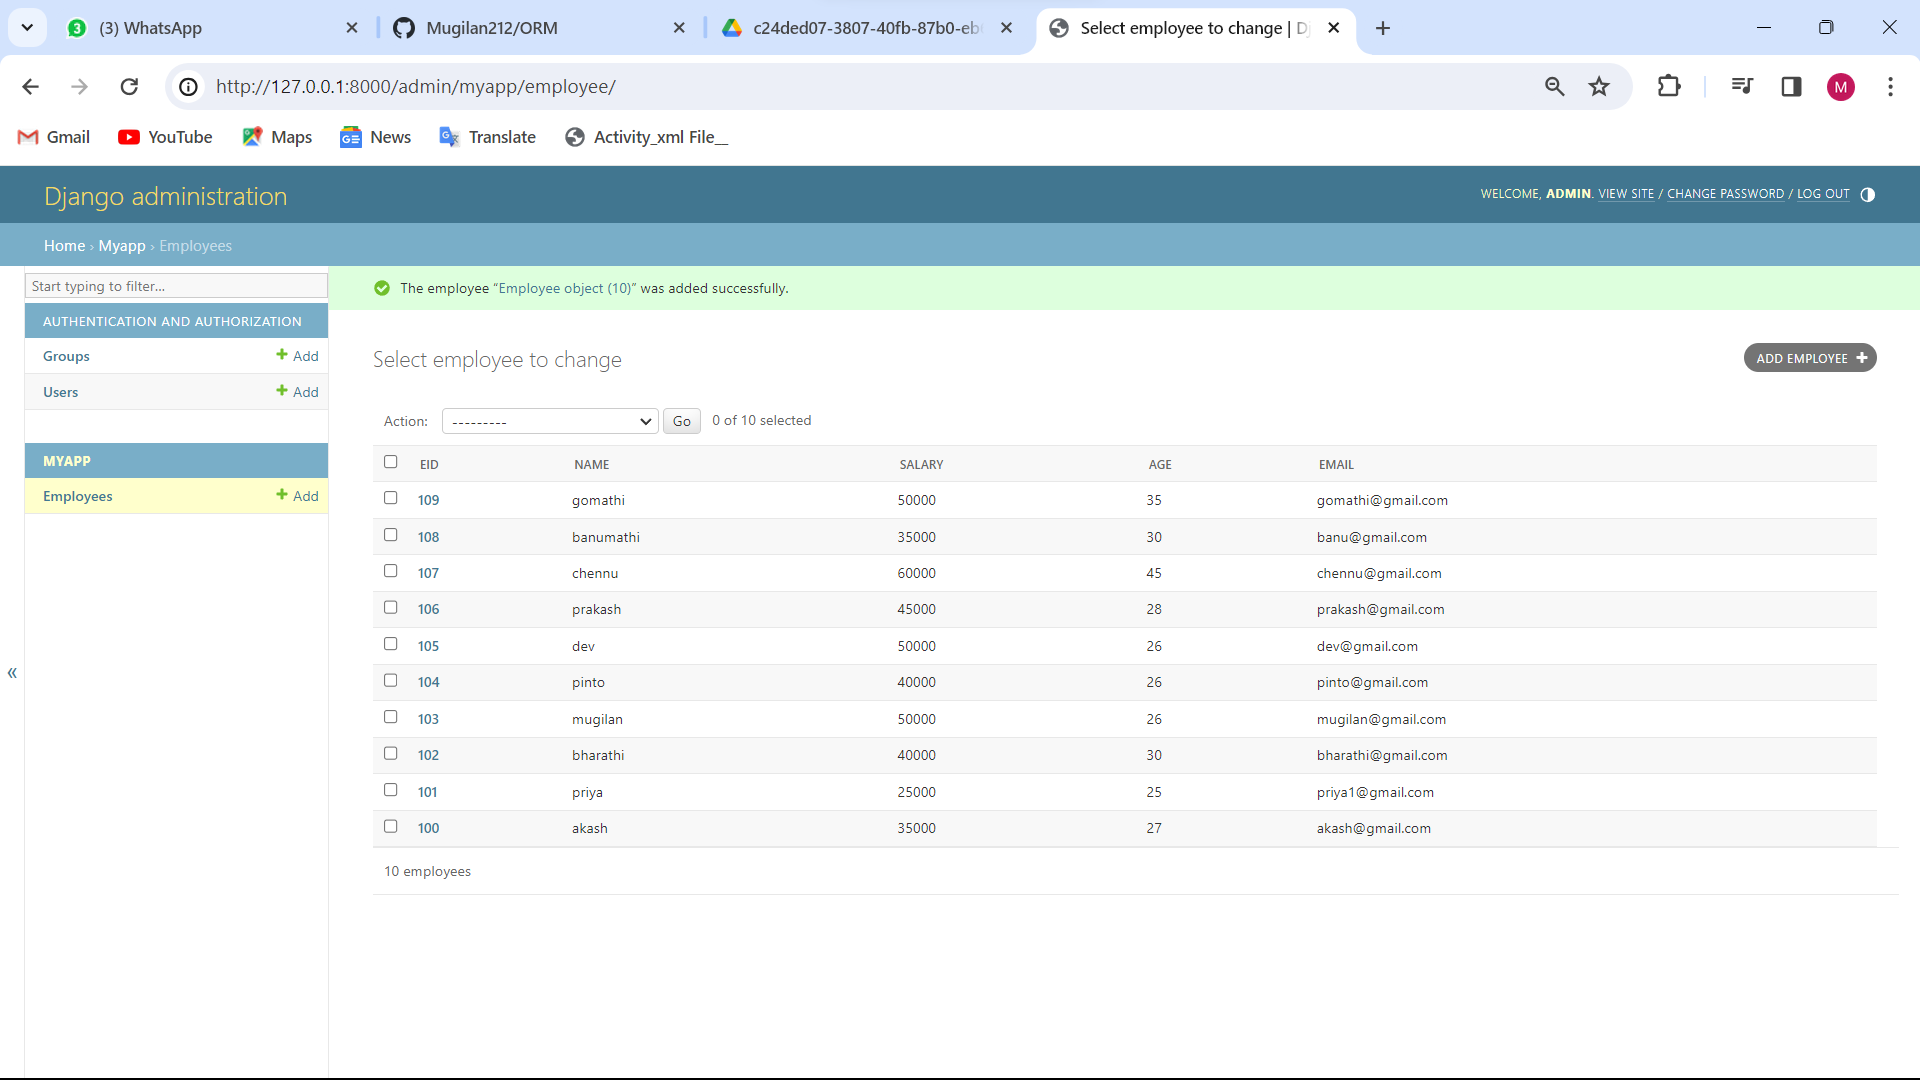 3 (3) WhatsApp
Mugilan212/ORM
c24ded07-3807-40fb-87b0-eb
Select employee to change | D
http://127.0.0.1:8000/admin/myapp/employee/
M
Gmail YouTube Maps News Translate Activity_xml File__
Django administration
WELCOME, ADMIN. VIEW SITE / CHANGE PASSWORD / LOG OUT
Home › Myapp › Employees
Start typing to filter...
AUTHENTICATION AND AUTHORIZATION
Groups Add
Users Add
MYAPP
Employees Add
«
The employee “Employee object (10)” was added successfully.
Select employee to change
ADD EMPLOYEE
Action: --------- Go 0 of 10 selected
EID NAME SALARY AGE EMAIL
109 gomathi 50000 35 gomathi@gmail.com
108 banumathi 35000 30 banu@gmail.com
107 chennu 60000 45 chennu@gmail.com
106 prakash 45000 28 prakash@gmail.com
105 dev 50000 26 dev@gmail.com
104 pinto 40000 26 pinto@gmail.com
103 mugilan 50000 26 mugilan@gmail.com
102 bharathi 40000 30 bharathi@gmail.com
101 priya 25000 25 priya1@gmail.com
100 akash 35000 27 akash@gmail.com
10 employees